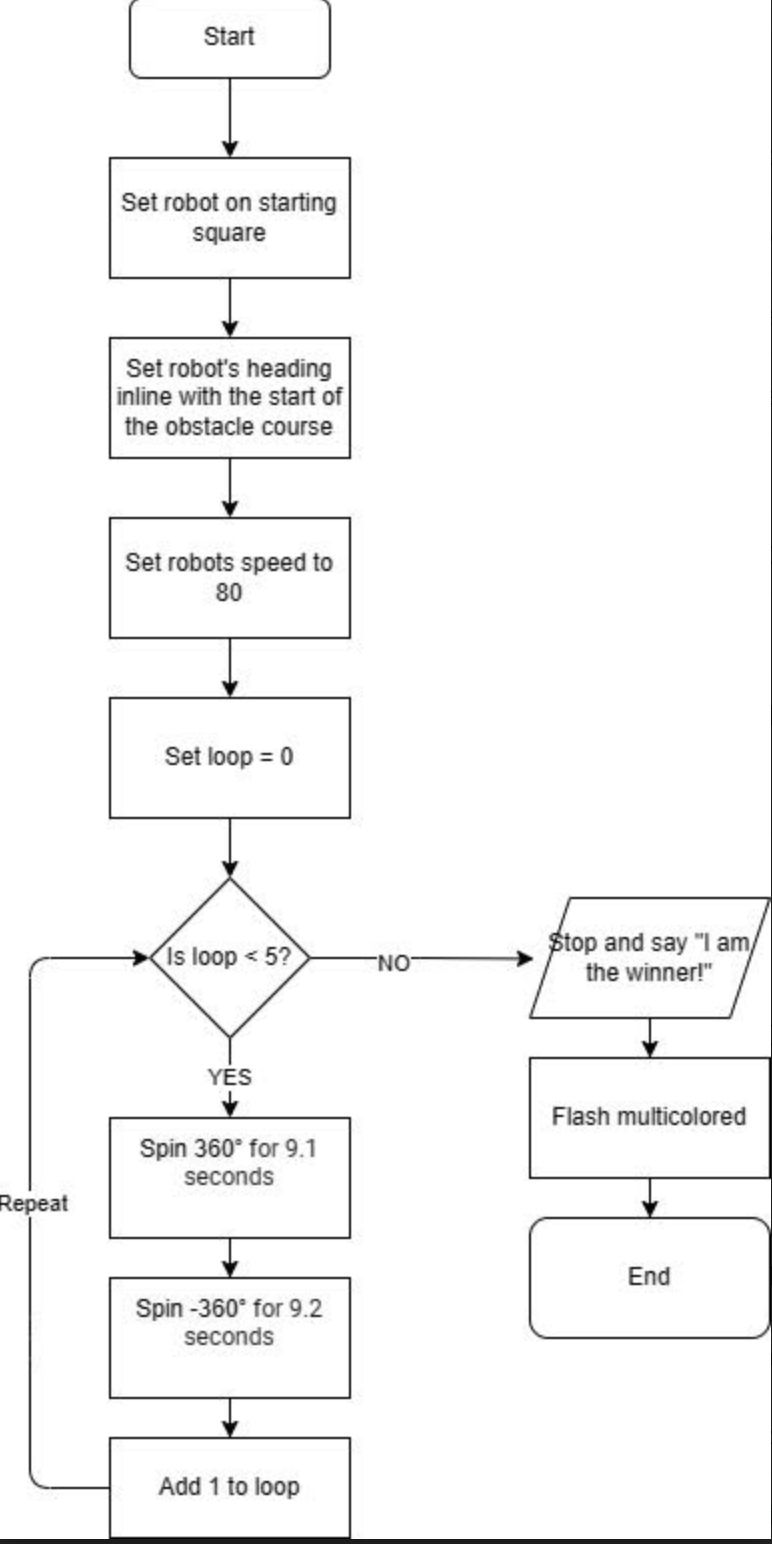 Start
Set robot on starting
square
Set robot's heading
inline with the start of
the obstacle course
Set robots speed to
80
Set loop = 0
Is loop < 5?
NO
Stop and say "I am
the winner!"
Flash multicolored
End
YES
Spin 360° for 9.1
seconds
Repeat
Spin -360° for 9.2
seconds
Add 1 to loop